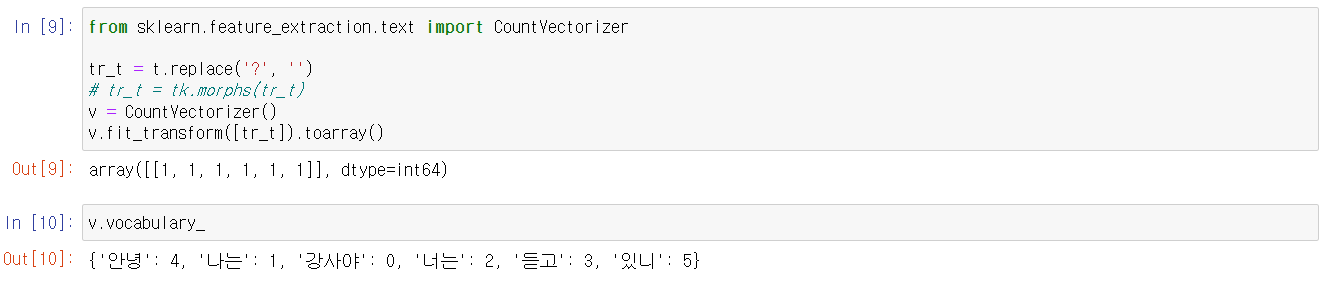 In [9]: from sklearn.feature_extraction.text import CountVectorizer
tr_t = t.replace('?', '')
# tr_t = tk.morphs(tr_t)
v = CountVectorizer()
v.fit_transform([tr_t]).toarray()
Out[9]: array([[1, 1, 1, 1, 1, 1]], dtype=int64)
In [10]: v.vocabulary_
Out[10]: {'안녕': 4, '나는': 1, '강사야': 0, '너는': 2, '듣고': 3, '있니': 5}